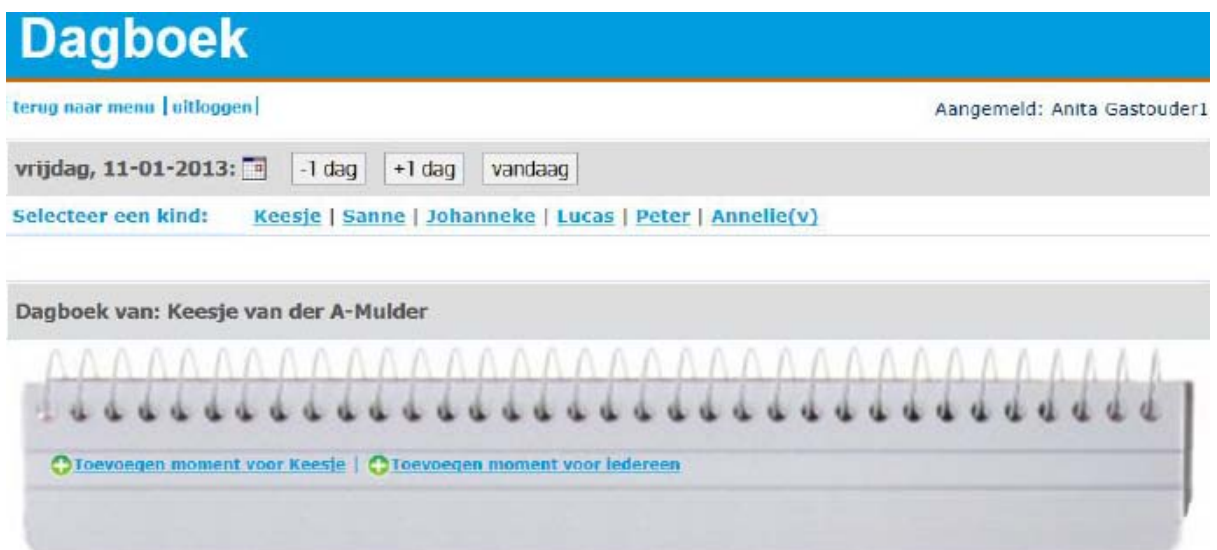 Dagboek
terug naar menu | uitloggen| Aangemeld: Anita Gastouder1
vrijdag, 11-01-2013: -1 dag +1 dag vandaag
Selecteer een kind: Keesje | Sanne | Johanneke | Lucas | Peter | Annelie(v)
Dagboek van: Keesje van der A-Mulder
Toevoegen moment voor Keesje | Toevoegen moment voor iedereen